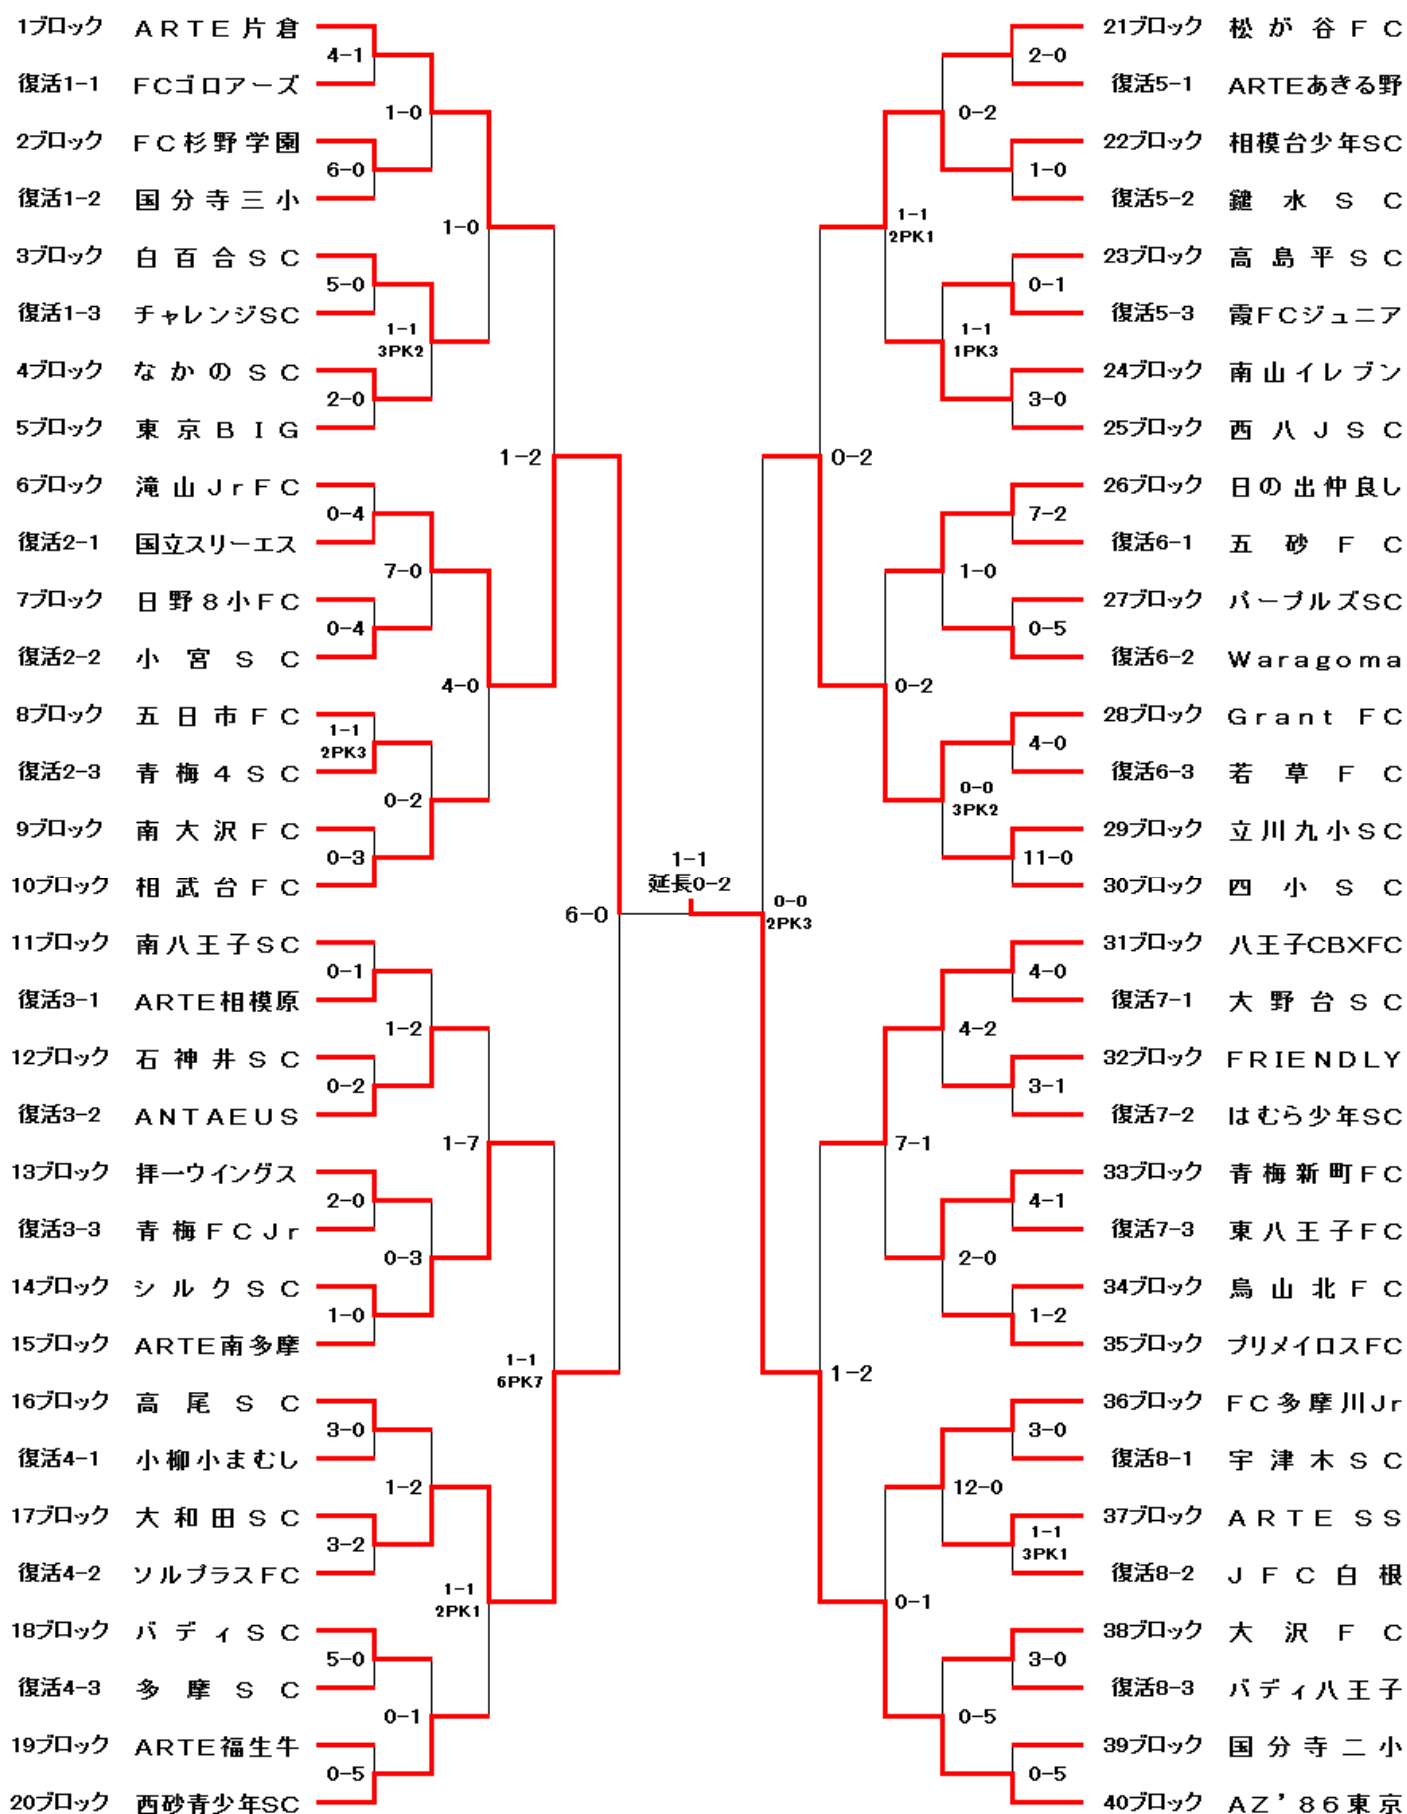 1ブロック ARTE片倉
4-1
復活1-1 FCゴロアーズ
1-0
2ブロック FC杉野学園
6-0
復活1-2 国分寺三小
1-0
3ブロック 白百合SC
5-0
復活1-3 チャレンジSC
1-1
3PK2
4ブロック なかのSC
2-0
5ブロック 東京BIG
1-2
6ブロック 滝山JrFC
0-4
復活2-1 国立スリーエス
7-0
7ブロック 日野8小FC
0-4
復活2-2 小宮SC
4-0
8ブロック 五日市FC
1-1
2PK3
復活2-3 青梅4SC
0-2
9ブロック 南大沢FC
0-3
10ブロック 相武台FC
6-0
11ブロック 南八王子SC
0-1
復活3-1 ARTE相模原
1-2
12ブロック 石神井SC
0-2
復活3-2 ANTAEUS
1-7
13ブロック 拝一ウイングス
2-0
復活3-3 青梅FCJr
0-3
14ブロック シルクSC
1-0
15ブロック ARTE南多摩
1-1
6PK7
16ブロック 高尾SC
3-0
復活4-1 小柳小まむし
1-2
17ブロック 大和田SC
3-2
復活4-2 ソルプラスFC
1-1
2PK1
18ブロック バディSC
5-0
復活4-3 多摩SC
0-1
19ブロック ARTE福生牛
0-5
20ブロック 西砂青少年SC
1-1
延長0-2
21ブロック 松が谷FC
2-0
復活5-1 ARTEあきる野
0-2
22ブロック 相模台少年SC
1-0
復活5-2 鑓水SC
1-1
2PK1
23ブロック 高島平SC
0-1
復活5-3 霞FCジュニア
1-1
1PK3
24ブロック 南山イレブン
3-0
25ブロック 西八JSC
0-2
26ブロック 日の出仲良し
7-2
復活6-1 五砂FC
1-0
27ブロック パープルズSC
0-5
復活6-2 Waragoma
0-2
28ブロック Grant FC
4-0
復活6-3 若草FC
0-0
3PK2
29ブロック 立川九小SC
11-0
30ブロック 四小SC
0-0
2PK3
31ブロック 八王子CBXFC
4-0
復活7-1 大野台SC
4-2
32ブロック FRIENDLY
3-1
復活7-2 はむら少年SC
7-1
33ブロック 青梅新町FC
4-1
復活7-3 東八王子FC
2-0
34ブロック 烏山北FC
1-2
35ブロック プリメイロスFC
1-2
36ブロック FC多摩川Jr
3-0
復活8-1 宇津木SC
12-0
37ブロック ARTE SS
1-1
3PK1
復活8-2 JFC白根
0-1
38ブロック 大沢FC
3-0
復活8-3 バディ八王子
0-5
39ブロック 国分寺二小
0-5
40ブロック AZ'86東京